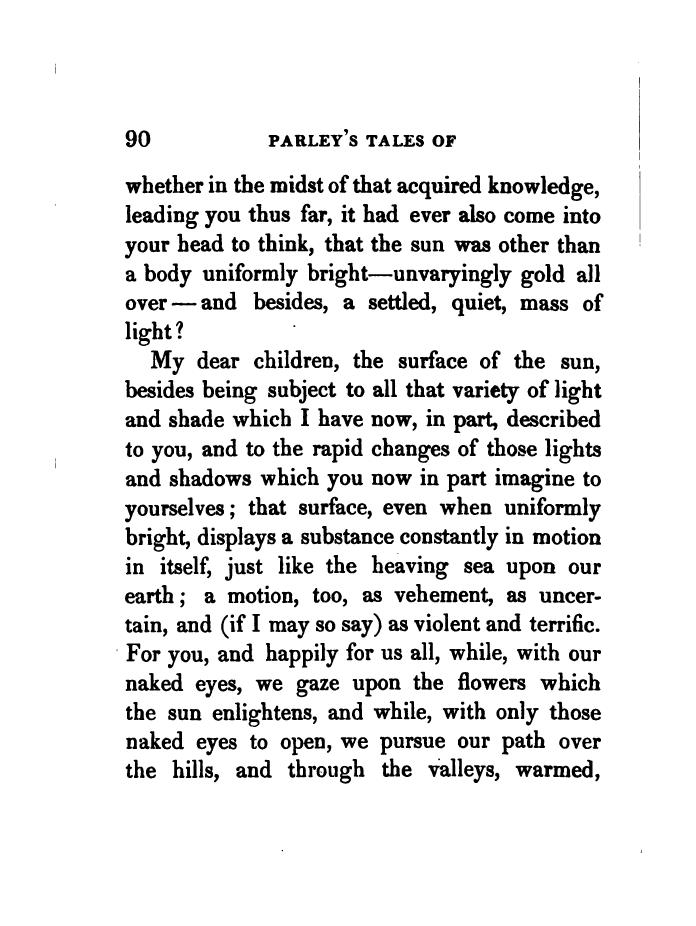 90 PARLEY'S TALES OF
whether in the midst of that acquired knowledge,
leading you thus far, it had ever also come into
your head to think, that the sun was other than
a body uniformly bright—unvaryingly gold all
over — and besides, a settled, quiet, mass of
light?
My dear children, the surface of the sun,
besides being subject to all that variety of light
and shade which I have now, in part, described
to you, and to the rapid changes of those lights
and shadows which you now in part imagine to
yourselves; that surface, even when uniformly
bright, displays a substance constantly in motion
in itself, just like the heaving sea upon our
earth; a motion, too, as vehement, as uncer-
tain, and (if I may so say) as violent and terrific.
For you, and happily for us all, while, with our
naked eyes, we gaze upon the flowers which
the sun enlightens, and while, with only those
naked eyes to open, we pursue our path over
the hills, and through the valleys, warmed,